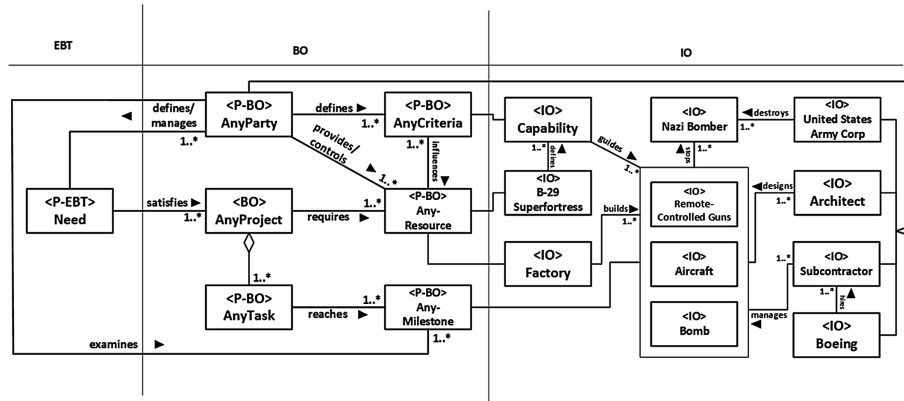 EBT
BO
IO
<P-BO>
AnyParty
defines/
manages
1..*
defines
1..*
<P-BO>
AnyCriteria
1..*
provides/
controls
1..*
Influences
<P-EBT>
Need
satisfies
1..*
<BO>
AnyProject
requires
1..*
<P-BO>
Any-
Resource
1..*
<P-BO>
AnyTask
reaches
1..*
<P-BO>
Any-
Milestone
1..*
examines
<IO>
Capability
1..*
defines
guides
1..*
<IO>
B-29
Superfortress
<IO>
Factory
builds
1..*
<IO>
Nazi Bomber
1..*
stops
destroys
1..*
<IO>
United States
Army Corp
<IO>
Remote-
Controlled Guns
<IO>
Aircraft
<IO>
Bomb
designs
1..*
<IO>
Architect
1..*
<IO>
Subcontractor
manages
1..*
hires
<IO>
Boeing